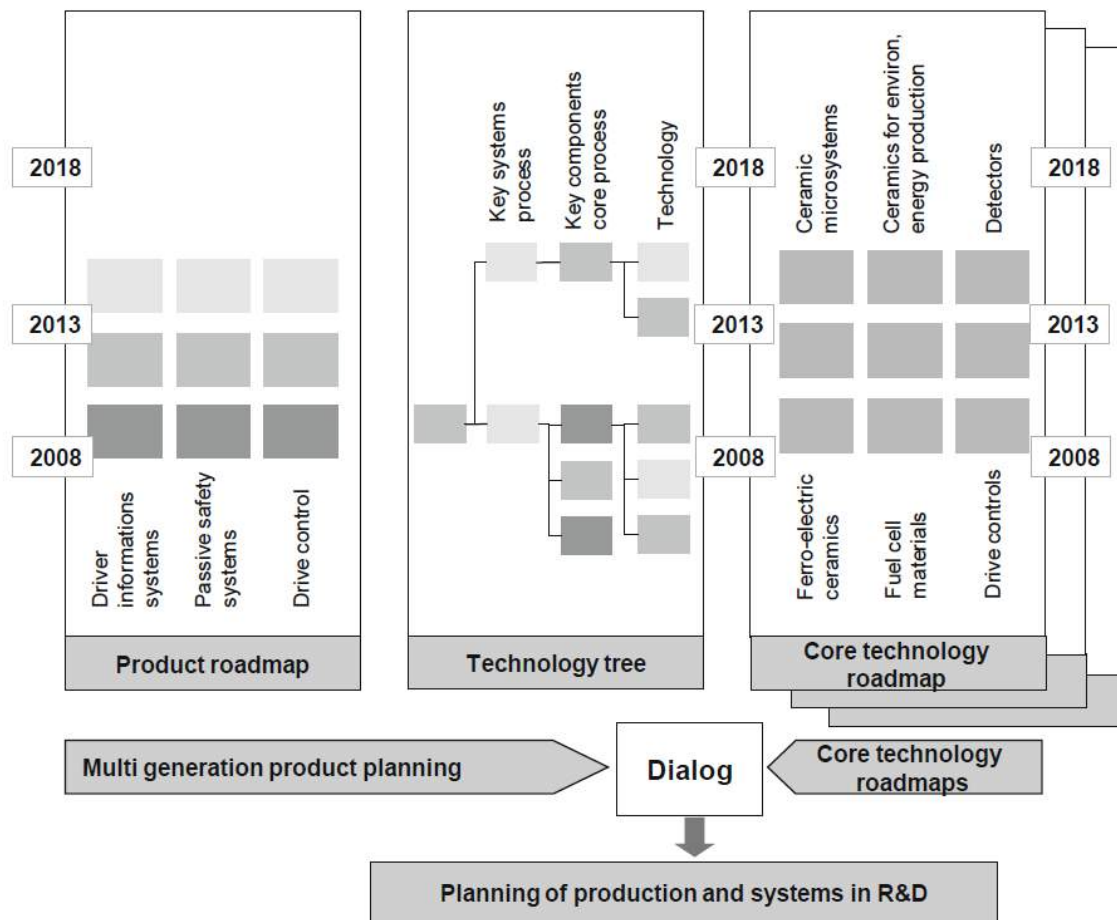 2018
2013
2008
Driver
informations
systems
Passive safety
systems
Drive control
Product roadmap
Key systems
process
Key components
core process
Technology
Technology tree
2018
2013
2008
Ceramic
microsystems
Ceramics for environ,
energy production
Detectors
Ferro-electric
ceramics
Fuel cell
materials
Drive controls
2018
2013
2008
Core technology
roadmap
Multi generation product planning
Dialog
Core technology
roadmaps
Planning of production and systems in R&D